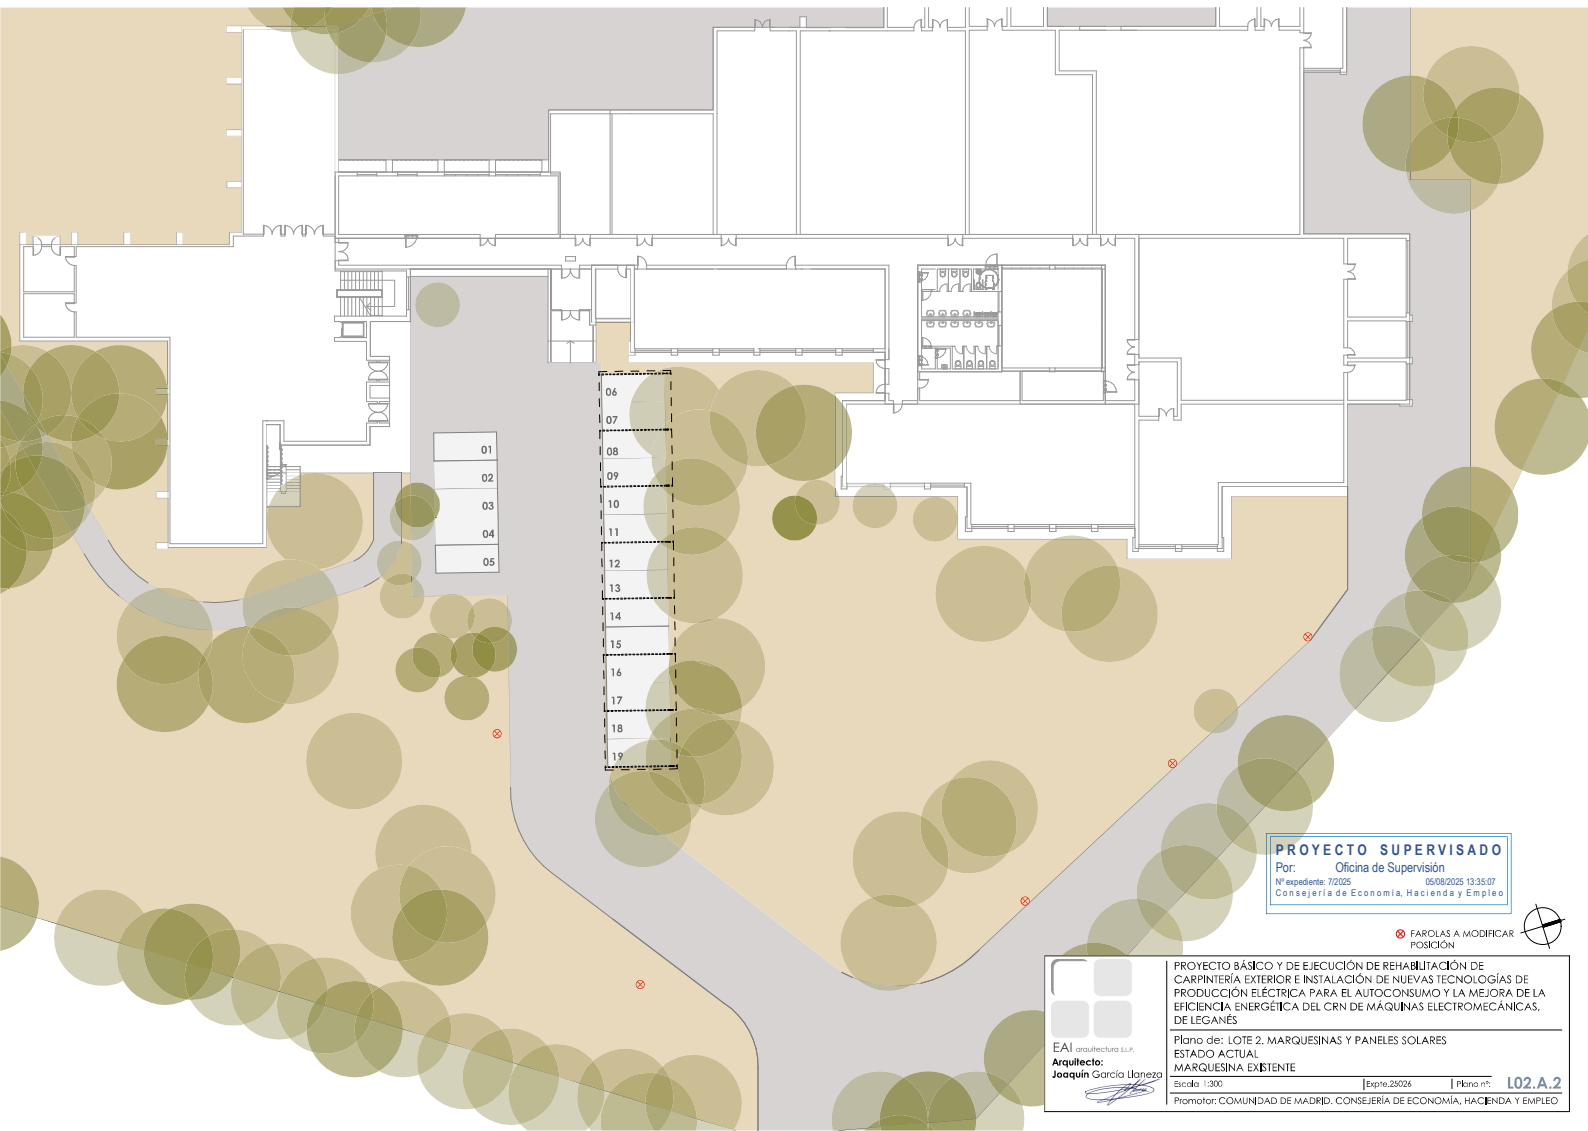 06
07
08
09
10
11
12
13
14
15
16
17
18
19
01
02
03
04
05
PROYECTO SUPERVISADO
Por: Oficina de Supervisión
Nº expediente: 7/2025 05/08/2025 13:35:07
Consejería de Economía, Hacienda y Empleo
FAROLAS A MODIFICAR
POSICIÓN
PROYECTO BÁSICO Y DE EJECUCIÓN DE REHABILITACIÓN DE
CARPINTERÍA EXTERIOR E INSTALACIÓN DE NUEVAS TECNOLOGÍAS DE
PRODUCCIÓN ELÉCTRICA PARA EL AUTOCONSUMO Y LA MEJORA DE LA
EFICIENCIA ENERGÉTICA DEL CRN DE MÁQUINAS ELECTROMECÁNICAS,
DE LEGANÉS
EAI arquitectura S.L.P.
Arquitecto:
Joaquín García Llaneza
Plano de: LOTE 2. MARQUESINAS Y PANELES SOLARES
ESTADO ACTUAL
MARQUESINA EXISTENTE
Escala 1:300 Expte.25026 Plano nº: L02.A.2
Promotor: COMUNIDAD DE MADRID. CONSEJERÍA DE ECONOMÍA, HACIENDA Y EMPLEO